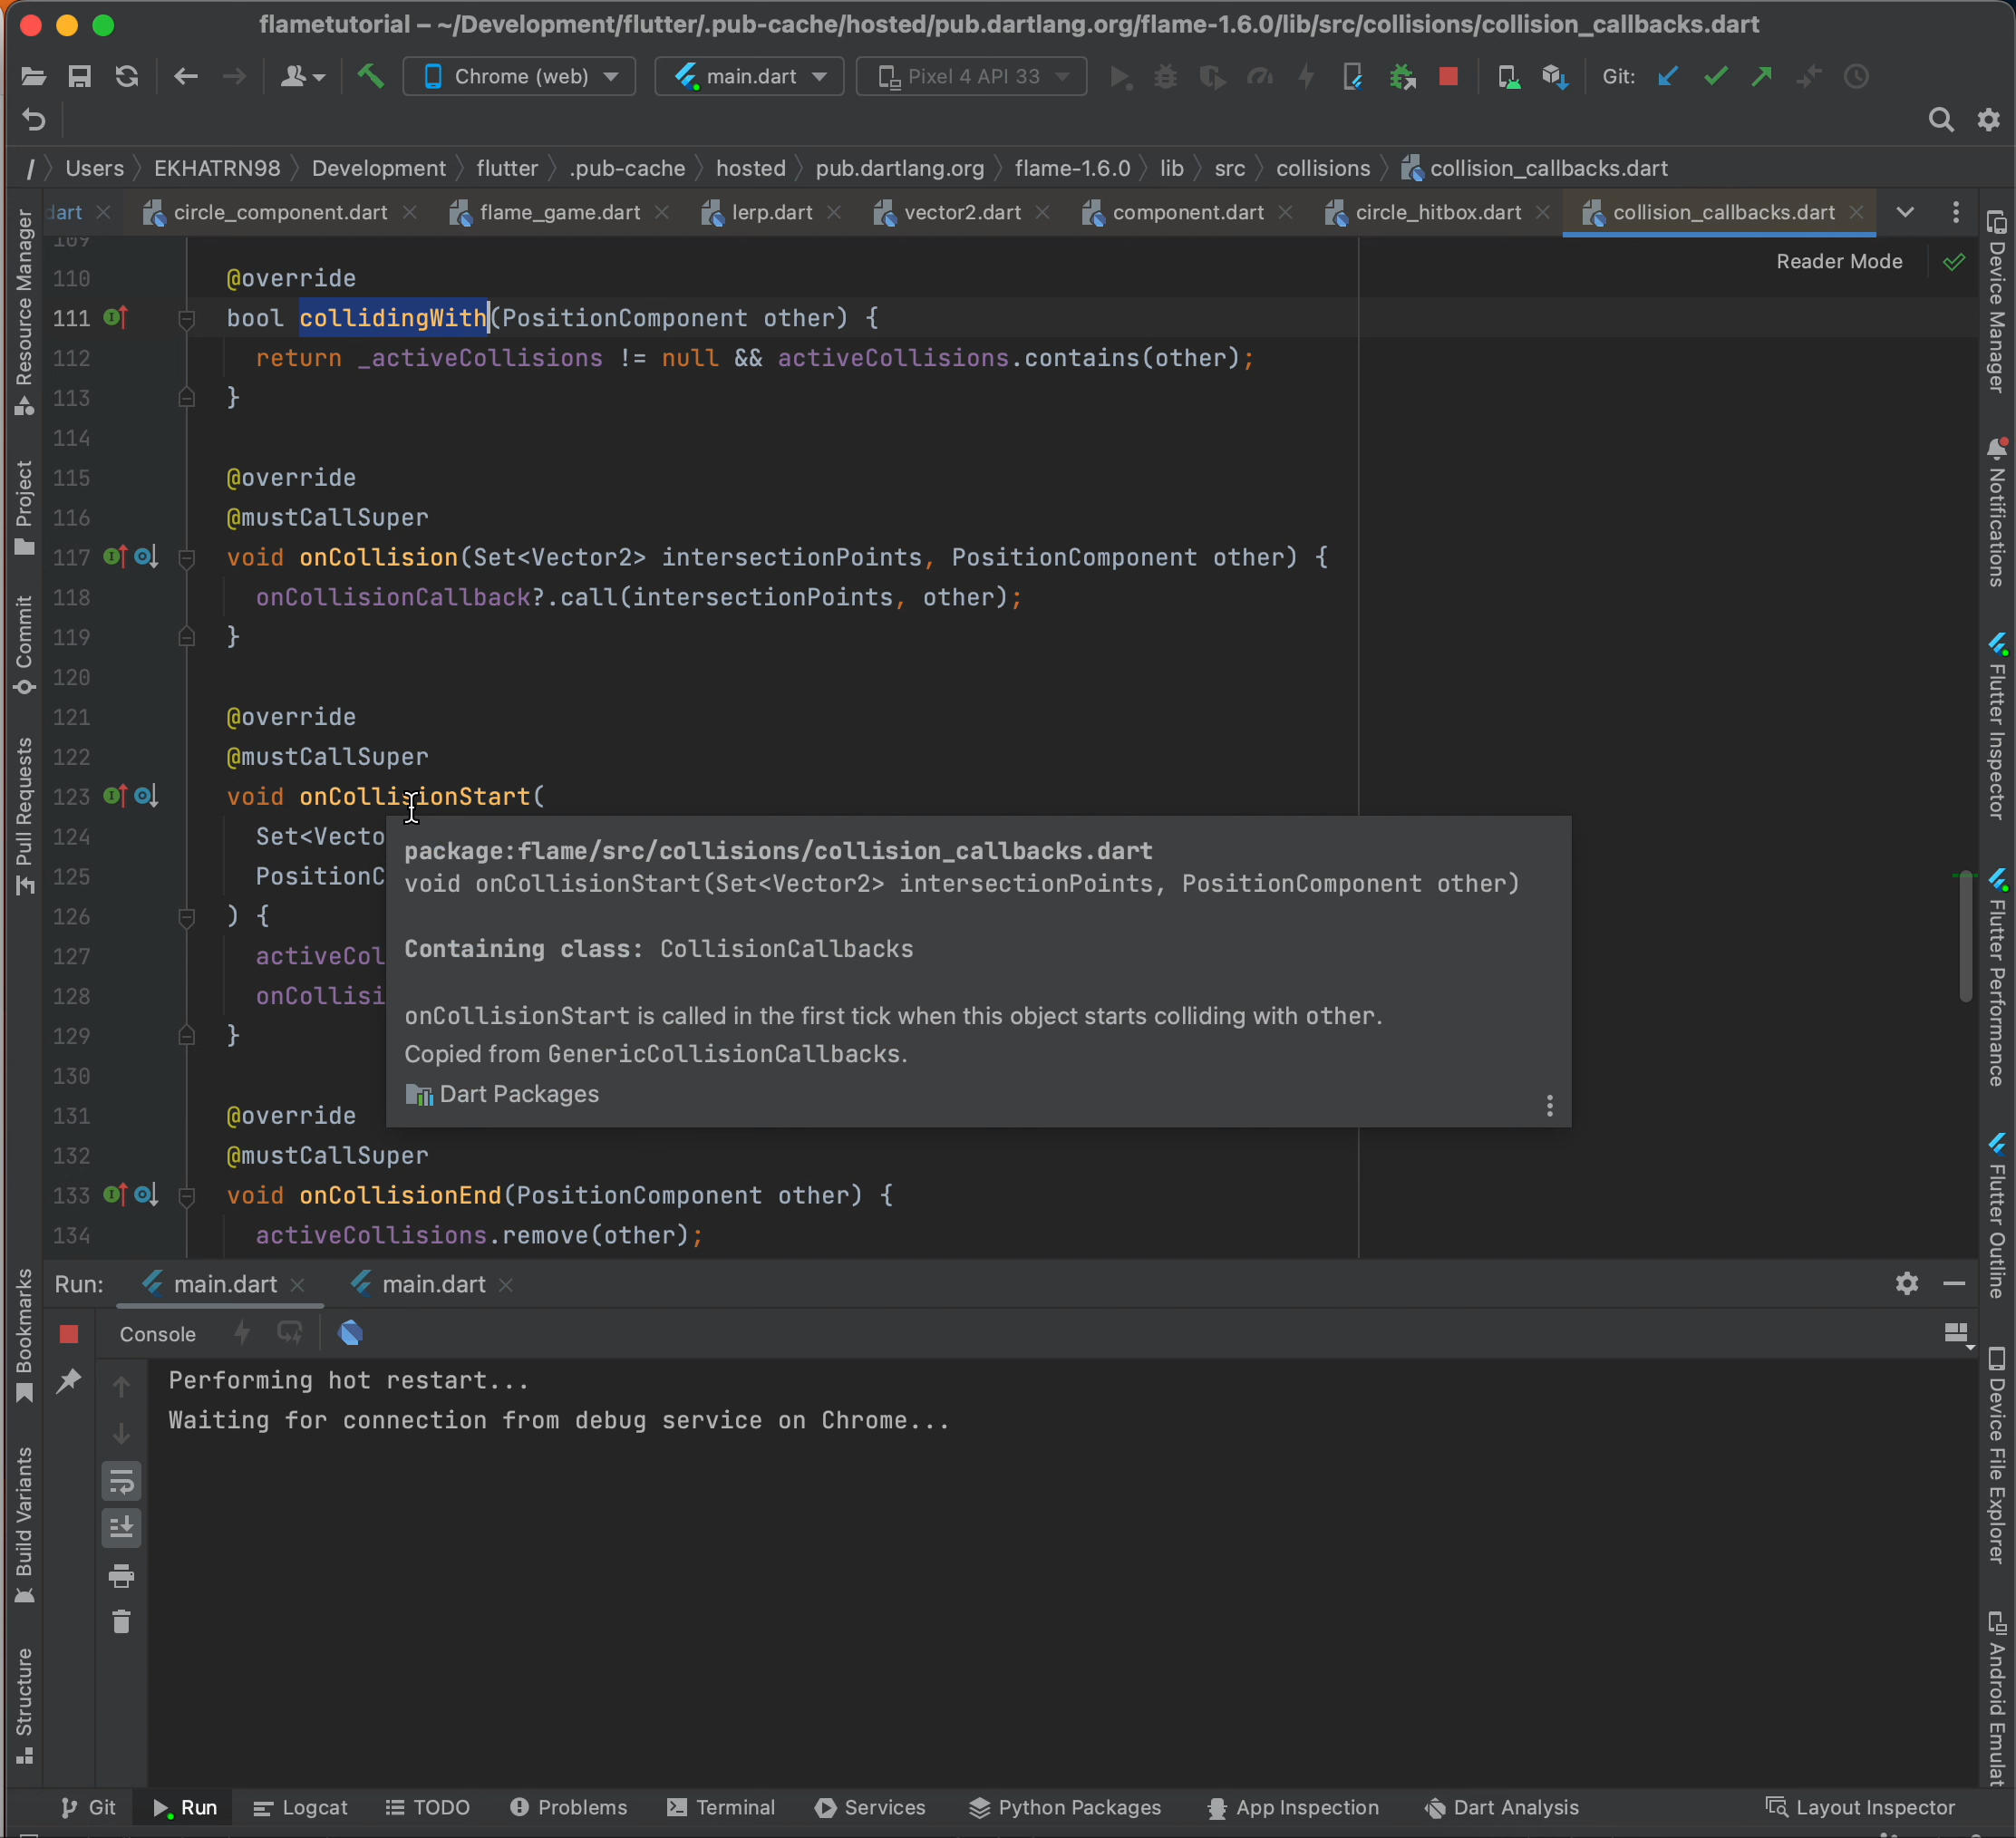 flametutorial – ~/Development/flutter/.pub-cache/hosted/pub.dartlang.org/flame-1.6.0/lib/src/collisions/collision_callbacks.dart
Chrome (web) main.dart Pixel 4 API 33 Git:
/ Users EKHATRN98 Development flutter .pub-cache hosted pub.dartlang.org flame-1.6.0 lib src collisions collision_callbacks.dart
dart circle_component.dart flame_game.dart lerp.dart vector2.dart component.dart circle_hitbox.dart collision_callbacks.dart
Reader Mode
109
110 @override
111 bool collidingWith(PositionComponent other) {
112 return _activeCollisions != null && activeCollisions.contains(other);
113 }
114
115 @override
116 @mustCallSuper
117 void onCollision(Set<Vector2> intersectionPoints, PositionComponent other) {
118 onCollisionCallback?.call(intersectionPoints, other);
119 }
120
121 @override
122 @mustCallSuper
123 void onCollisionStart(
124 Set<Vecto
125 PositionC
126 ) {
127 activeCol
128 onCollisi
129 }
130
131 @override
132 @mustCallSuper
133 void onCollisionEnd(PositionComponent other) {
134 activeCollisions.remove(other);
package:flame/src/collisions/collision_callbacks.dart
void onCollisionStart(Set<Vector2> intersectionPoints, PositionComponent other)
Containing class: CollisionCallbacks
onCollisionStart is called in the first tick when this object starts colliding with other.
Copied from GenericCollisionCallbacks.
Dart Packages
Resource Manager
Project
Commit
Pull Requests
Bookmarks
Build Variants
Structure
Device Manager
Notifications
Flutter Inspector
Flutter Performance
Flutter Outline
Device File Explorer
Android Emulat
Run: main.dart main.dart
Console
Performing hot restart...
Waiting for connection from debug service on Chrome...
Git Run Logcat TODO Problems Terminal Services Python Packages App Inspection Dart Analysis Layout Inspector